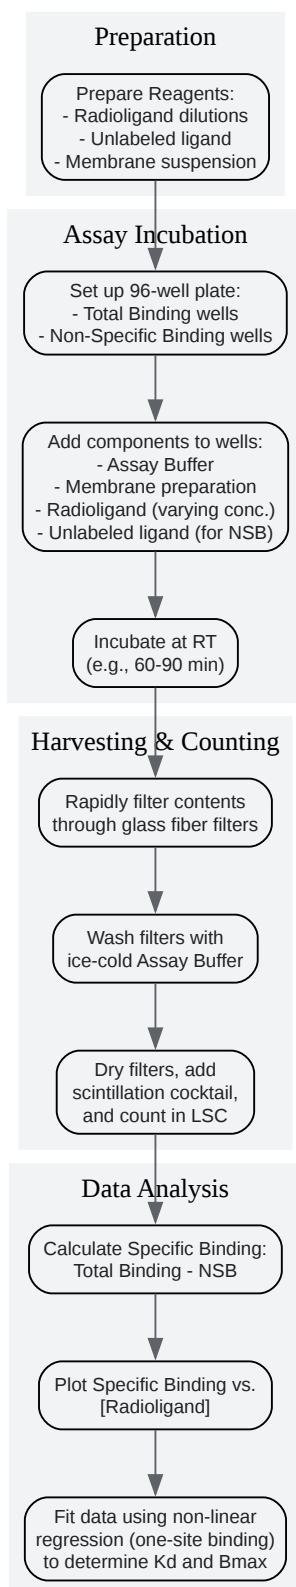 Preparation
Prepare Reagents:
- Radioligand dilutions
- Unlabeled ligand
- Membrane suspension
Assay Incubation
Set up 96-well plate:
- Total Binding wells
- Non-Specific Binding wells
Add components to wells:
- Assay Buffer
- Membrane preparation
- Radioligand (varying conc.)
- Unlabeled ligand (for NSB)
Incubate at RT
(e.g., 60-90 min)
Harvesting & Counting
Rapidly filter contents
through glass fiber filters
Wash filters with
ice-cold Assay Buffer
Dry filters, add
scintillation cocktail,
and count in LSC
Data Analysis
Calculate Specific Binding:
Total Binding - NSB
Plot Specific Binding vs.
[Radioligand]
Fit data using non-linear
regression (one-site binding)
to determine Kd and Bmax